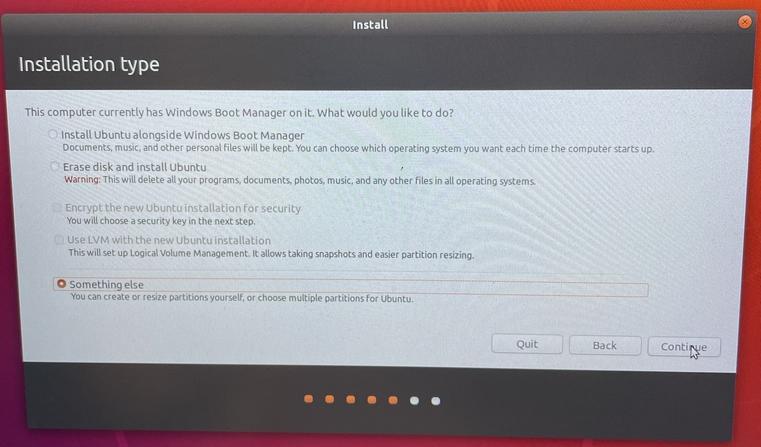 Install
Installation type
This computer currently has Windows Boot Manager on it. What would you like to do?
Install Ubuntu alongside Windows Boot Manager
Documents, music, and other personal files will be kept. You can choose which operating system you want each time the computer starts up.
Erase disk and install Ubuntu
Warning: This will delete all your programs, documents, photos, music, and any other files in all operating systems.
Encrypt the new Ubuntu installation for security
You will choose a security key in the next step.
Use LVM with the new Ubuntu installation
This will set up Logical Volume Management. It allows taking snapshots and easier partition resizing.
Something else
You can create or resize partitions yourself, or choose multiple partitions for Ubuntu.
Quit
Back
Continue